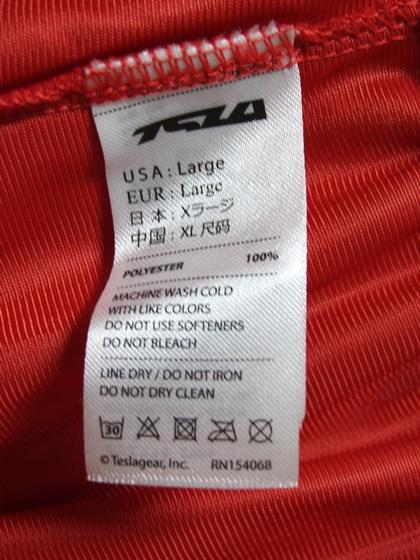 TSLA
USA : Large
EUR : Large
日本 : Xラージ
中国 : XL 尺码
POLYESTER 100%
MACHINE WASH COLD
WITH LIKE COLORS
DO NOT USE SOFTENERS
DO NOT BLEACH
LINE DRY / DO NOT IRON
DO NOT DRY CLEAN
30
© Teslagear, Inc. RN154068